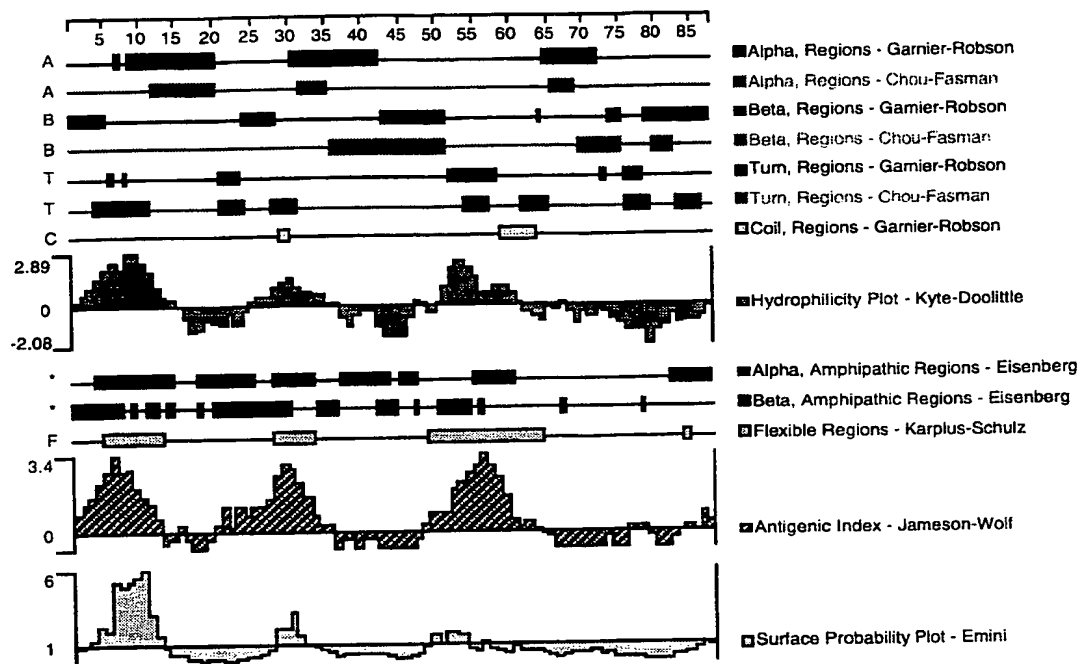 5 10 15 20 25 30 35 40 45 50 55 60 65 70 75 80 85
A Alpha, Regions - Garnier-Robson
A Alpha, Regions - Chou-Fasman
B Beta, Regions - Garnier-Robson
B Beta, Regions - Chou-Fasman
T Turn, Regions - Garnier-Robson
T Turn, Regions - Chou-Fasman
C Coil, Regions - Garnier-Robson
2.89
0 Hydrophilicity Plot - Kyte-Doolittle
-2.08
* Alpha, Amphipathic Regions - Eisenberg
* Beta, Amphipathic Regions - Eisenberg
F Flexible Regions - Karplus-Schulz
3.4
0 Antigenic Index - Jameson-Wolf
6
1 Surface Probability Plot - Emini